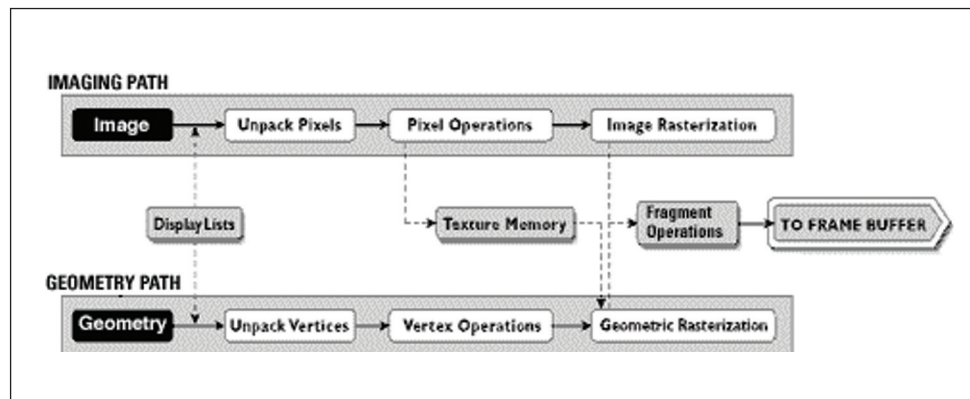 IMAGING PATH
Image
Unpack Pixels
Pixel Operations
Image Rasterization
Display Lists
Texture Memory
Fragment
Operations
TO FRAME BUFFER
GEOMETRY PATH
Geometry
Unpack Vertices
Vertex Operations
Geometric Rasterization